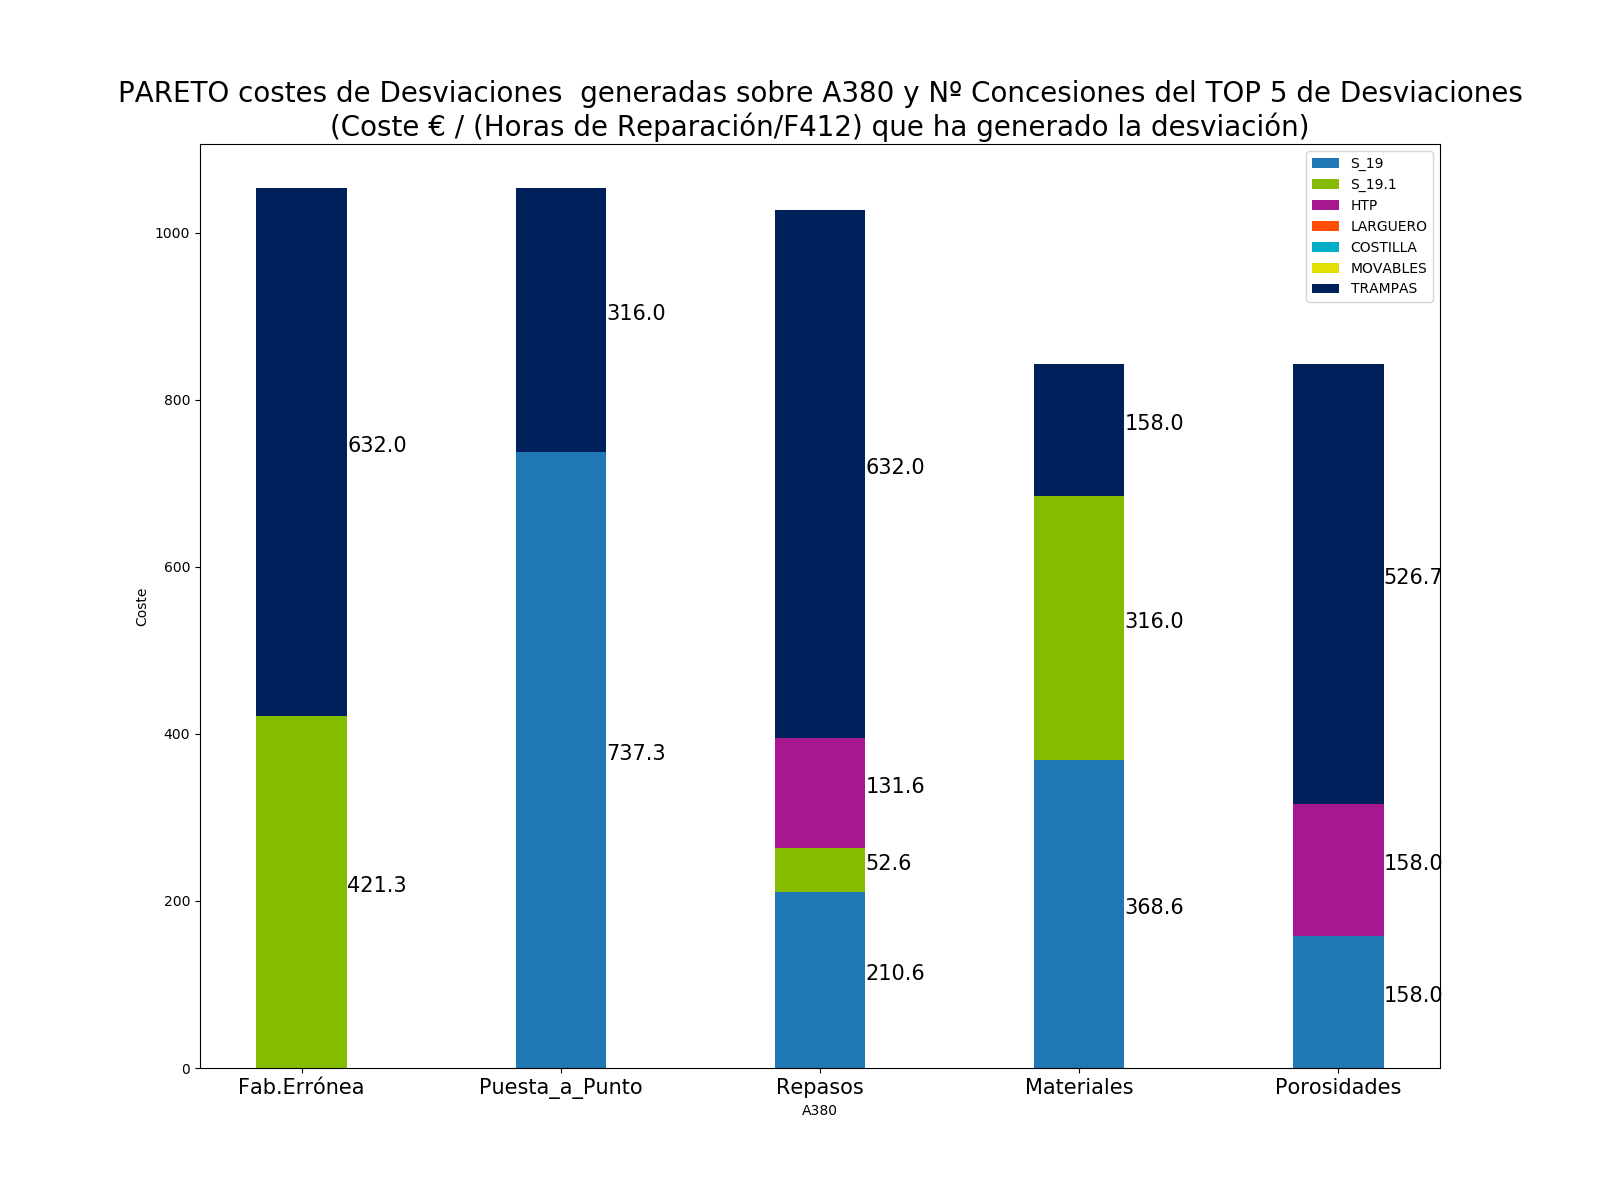 PARETO costes de Desviaciones  generadas sobre A380 y Nº Concesiones del TOP 5 de Desviaciones
(Coste € / (Horas de Reparación/F412) que ha generado la desviación)
S_19
S_19.1
HTP
LARGUERO
COSTILLA
MOVABLES
TRAMPAS
1000
800
600
400
200
0
Coste
632.0
421.3
316.0
737.3
632.0
131.6
52.6
210.6
158.0
316.0
368.6
526.7
158.0
158.0
Fab.Errónea
Puesta_a_Punto
Repasos
Materiales
Porosidades
A380